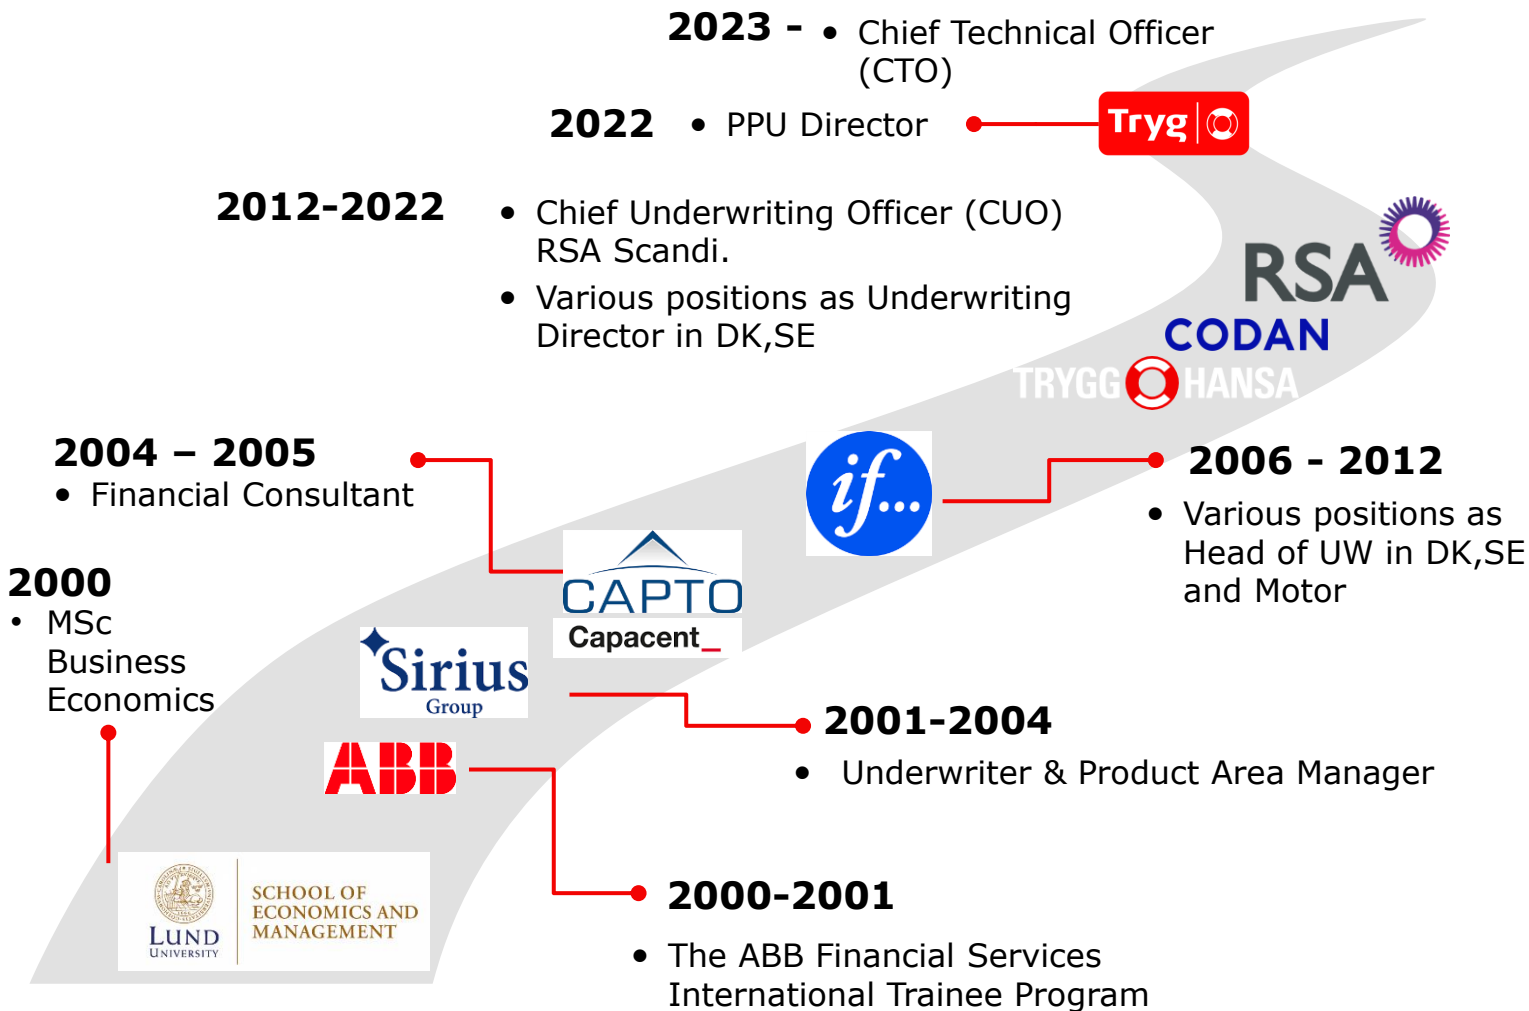 2023 -
• Chief Technical Officer
(CTO)
2022
• PPU Director
Tryg
2012-2022
• Chief Underwriting Officer (CUO)
RSA Scandi.
• Various positions as Underwriting
Director in DK,SE
RSA
CODAN
TRYGG HANSA
2004 – 2005
• Financial Consultant
if...
2006 - 2012
• Various positions as
Head of UW in DK,SE
and Motor
CAPTO
Capacent_
2000
• MSc
Business
Economics
Sirius
Group
2001-2004
• Underwriter & Product Area Manager
ABB
2000-2001
• The ABB Financial Services
International Trainee Program
LUND
UNIVERSITY
SCHOOL OF
ECONOMICS AND
MANAGEMENT